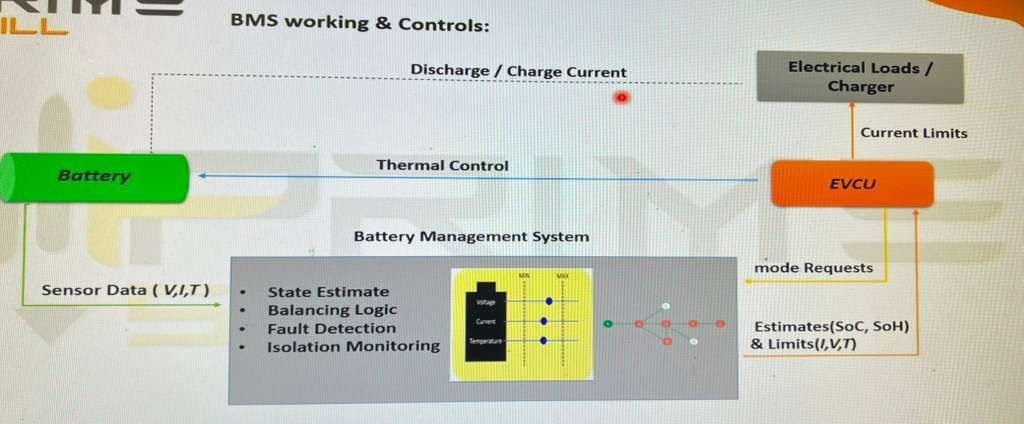 ILL
BMS working & Controls:
Discharge / Charge Current
Electrical Loads /
Charger
Current Limits
Thermal Control
Battery
EVCU
Battery Management System
mode Requests
Sensor Data ( V,I,T )
• State Estimate
• Balancing Logic
• Fault Detection
• Isolation Monitoring
MIN MAX
Voltage
Current
Temperature
Estimates(SoC, SoH)
& Limits(I,V,T)
PRIME